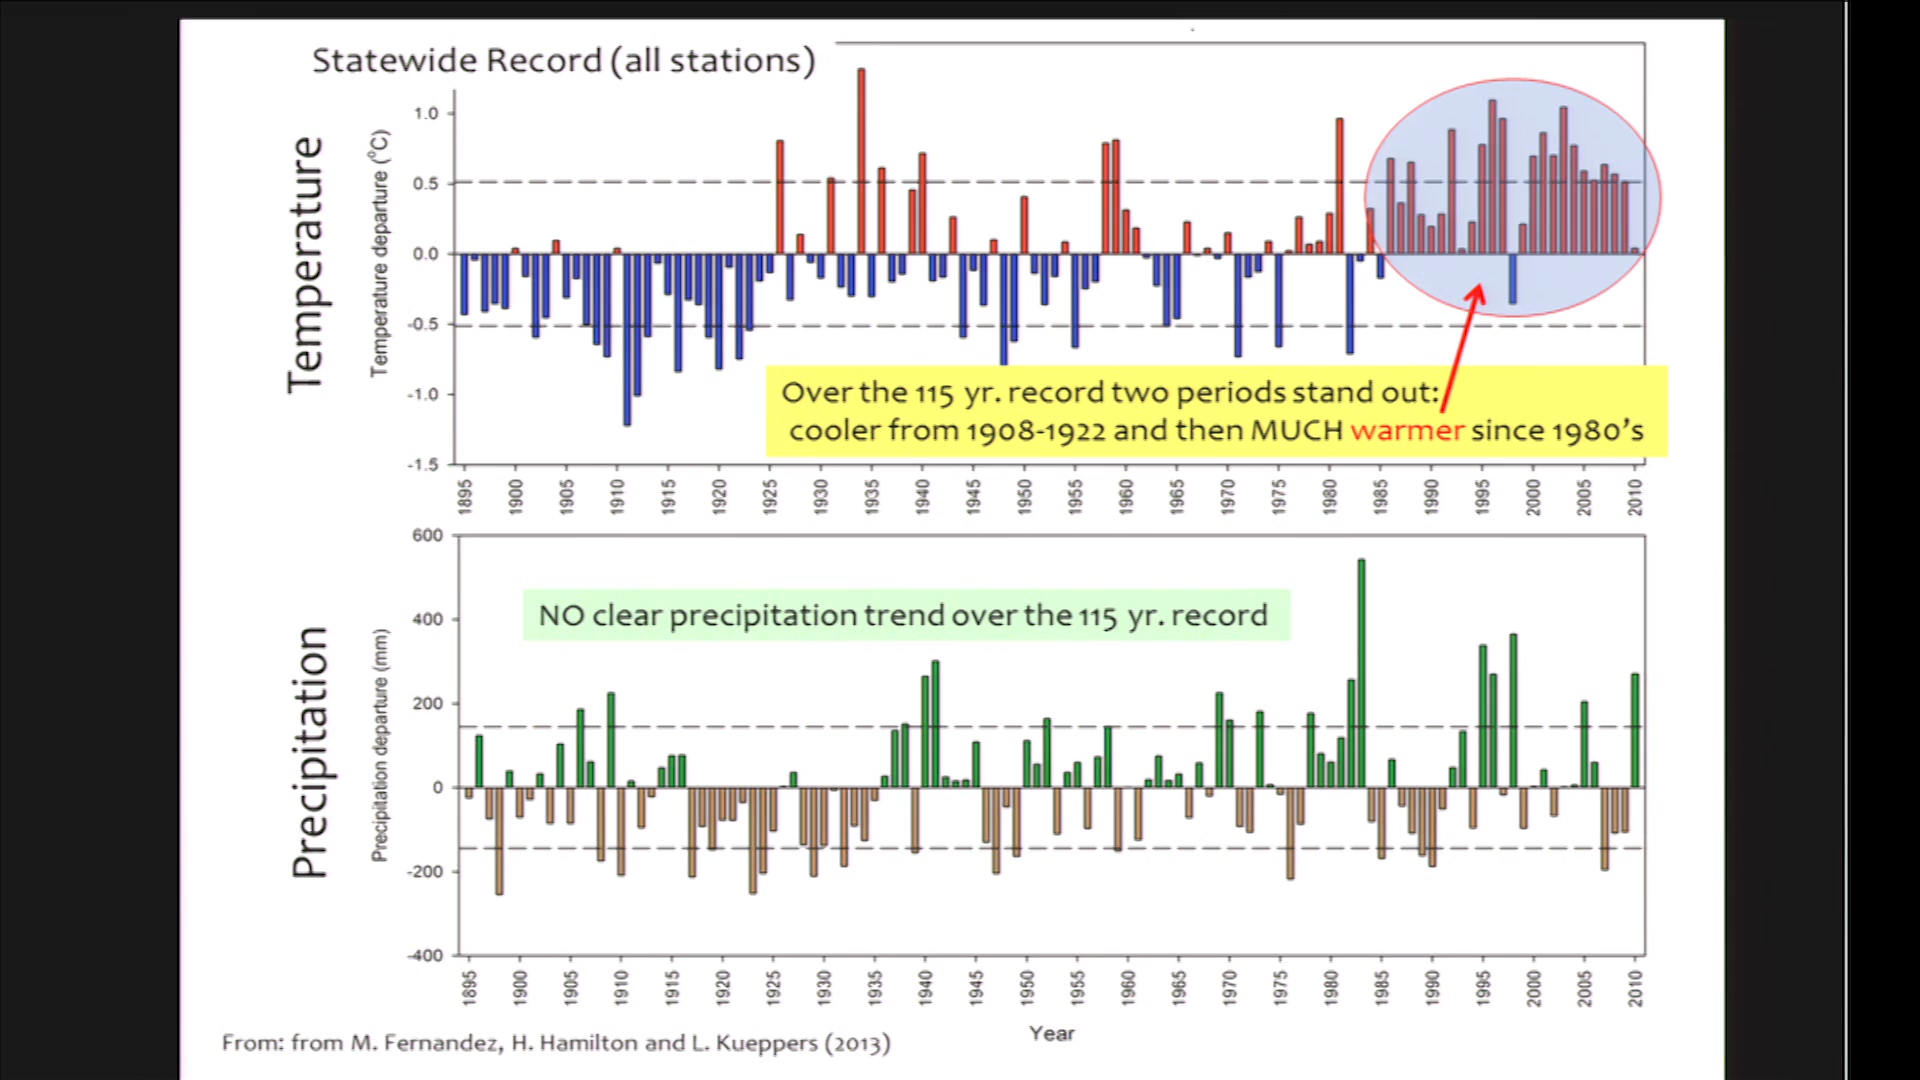 Statewide Record (all stations)
Temperature
Temperature departure (°C)
1.0
0.5
0.0
-0.5
-1.0
-1.5
Over the 115 yr. record two periods stand out:
cooler from 1908-1922 and then MUCH warmer since 1980's
1895 1900 1905 1910 1915 1920 1925 1930 1935 1940 1945 1950 1955 1960 1965 1970 1975 1980 1985 1990 1995 2000 2005 2010
Precipitation
Precipitation departure (mm)
600
400
200
0
-200
-400
NO clear precipitation trend over the 115 yr. record
1895 1900 1905 1910 1915 1920 1925 1930 1935 1940 1945 1950 1955 1960 1965 1970 1975 1980 1985 1990 1995 2000 2005 2010
Year
From: from M. Fernandez, H. Hamilton and L. Kueppers (2013)